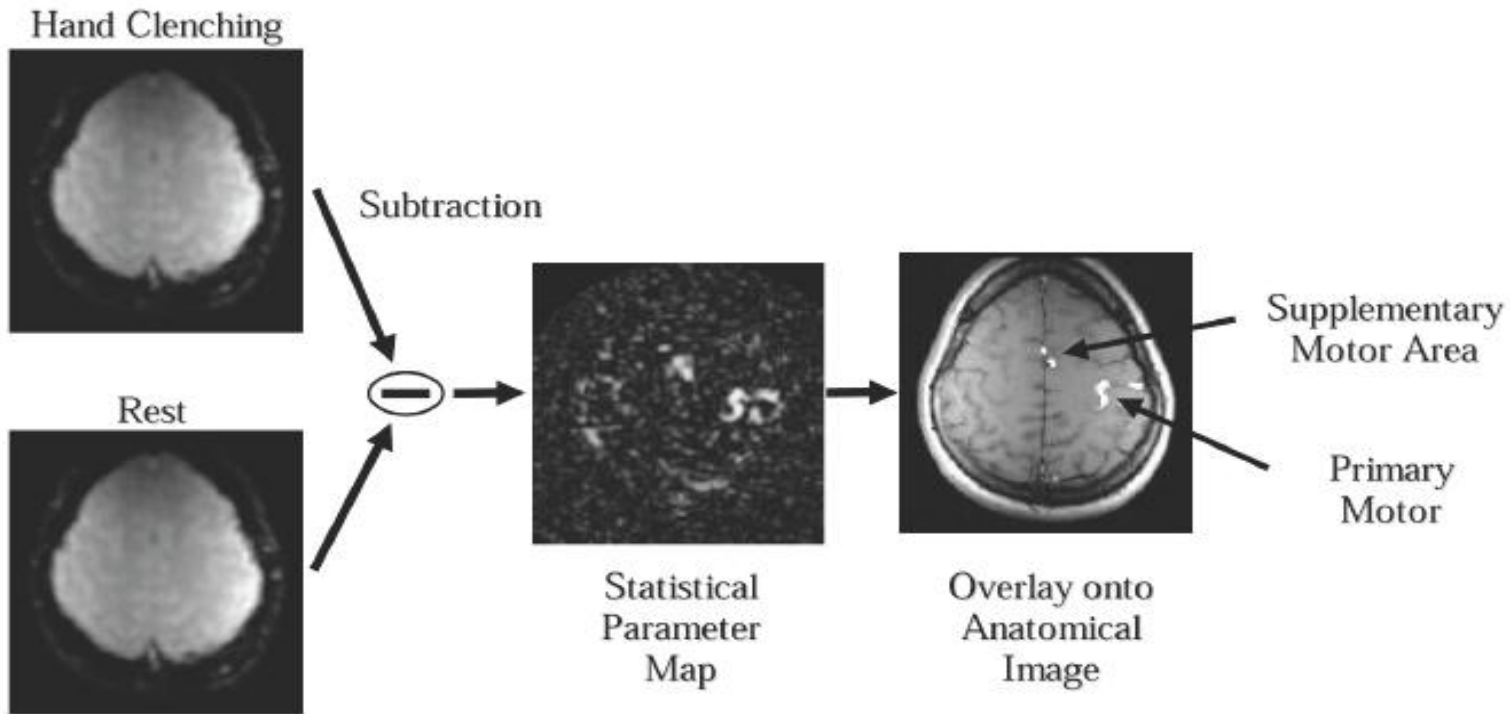 Hand Clenching
Subtraction
Rest
Statistical
Parameter
Map
Overlay onto
Anatomical
Image
Supplementary
Motor Area
Primary
Motor